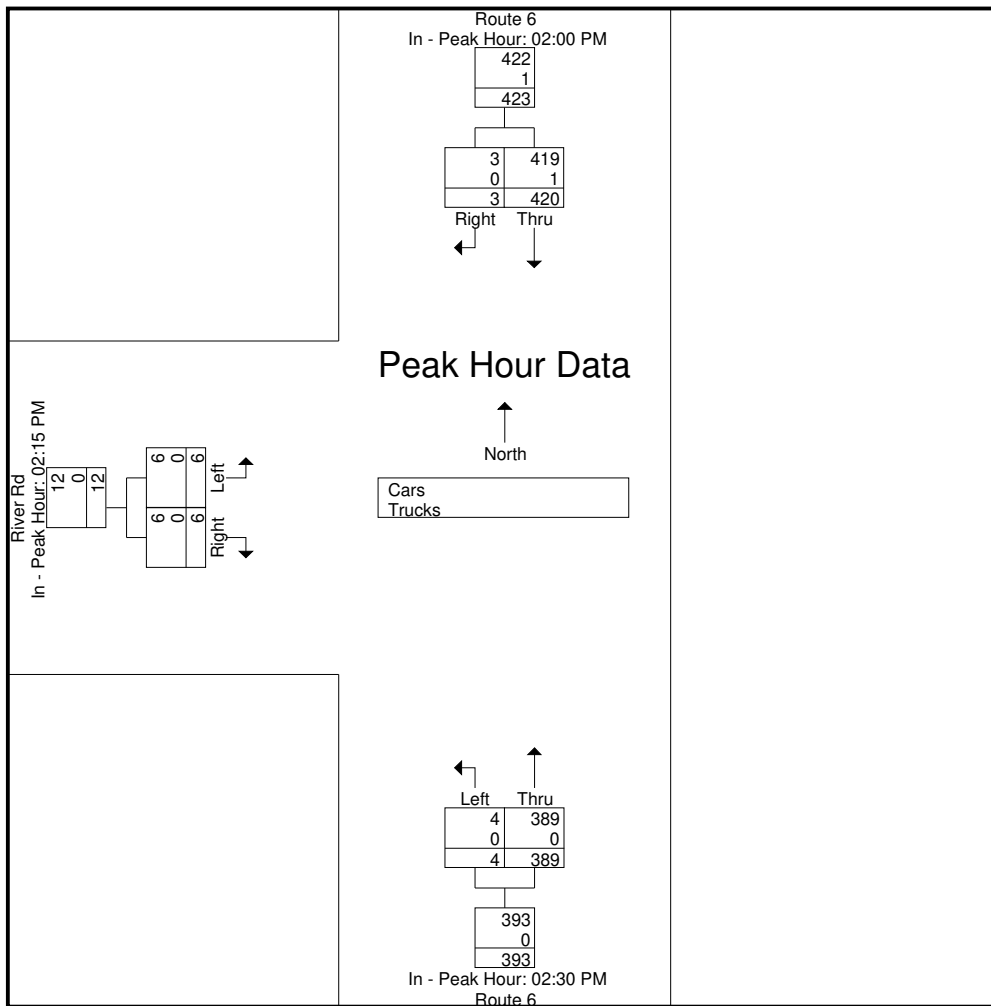 Route 6
In - Peak Hour: 02:00 PM
422
1
423
3 419
0 1
3 420
Right Thru
Peak Hour Data
North
Cars
Trucks
River Rd
In - Peak Hour: 02:15 PM
12
0
12
6 0 6
Left
6 0 6
Right
Left Thru
4 389
0 0
4 389
393
0
393
In - Peak Hour: 02:30 PM
Route 6